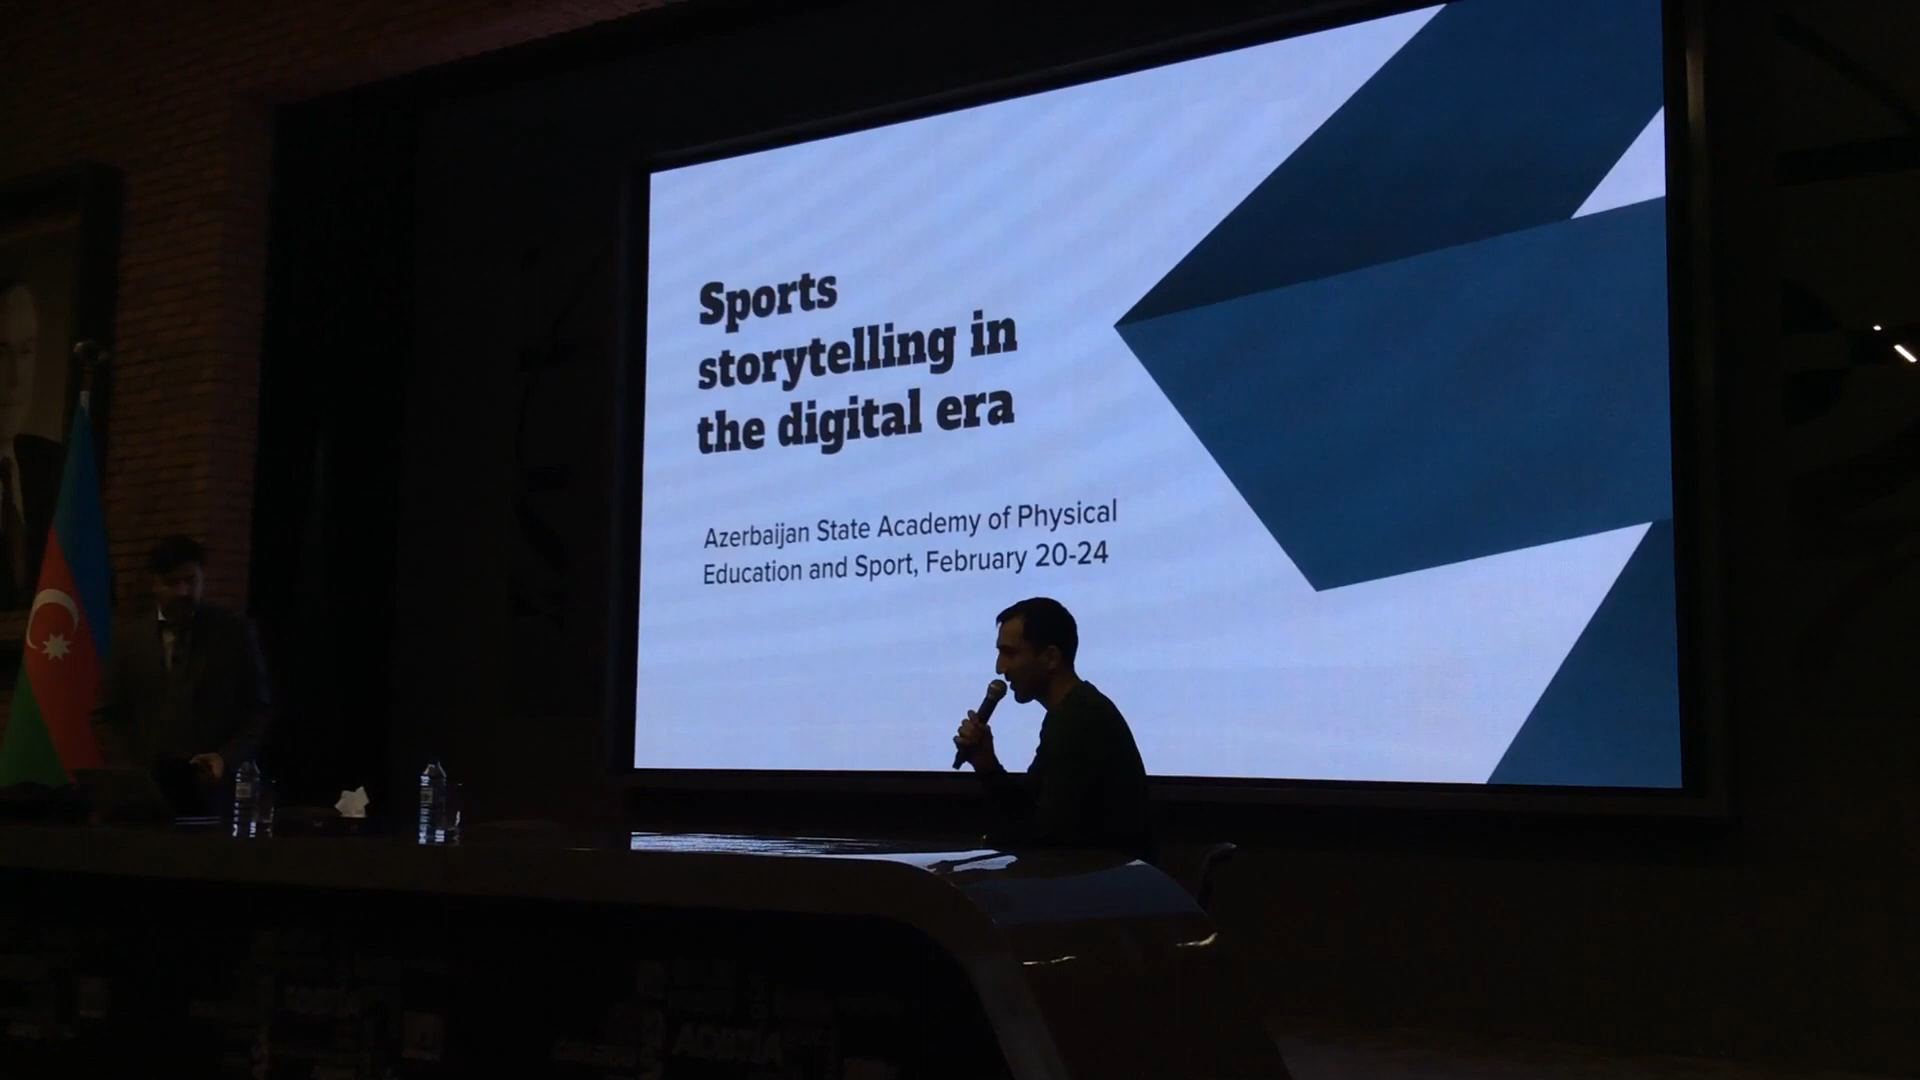 Sports
storytelling in
the digital era
Azerbaijan State Academy of Physical
Education and Sport, February 20-24